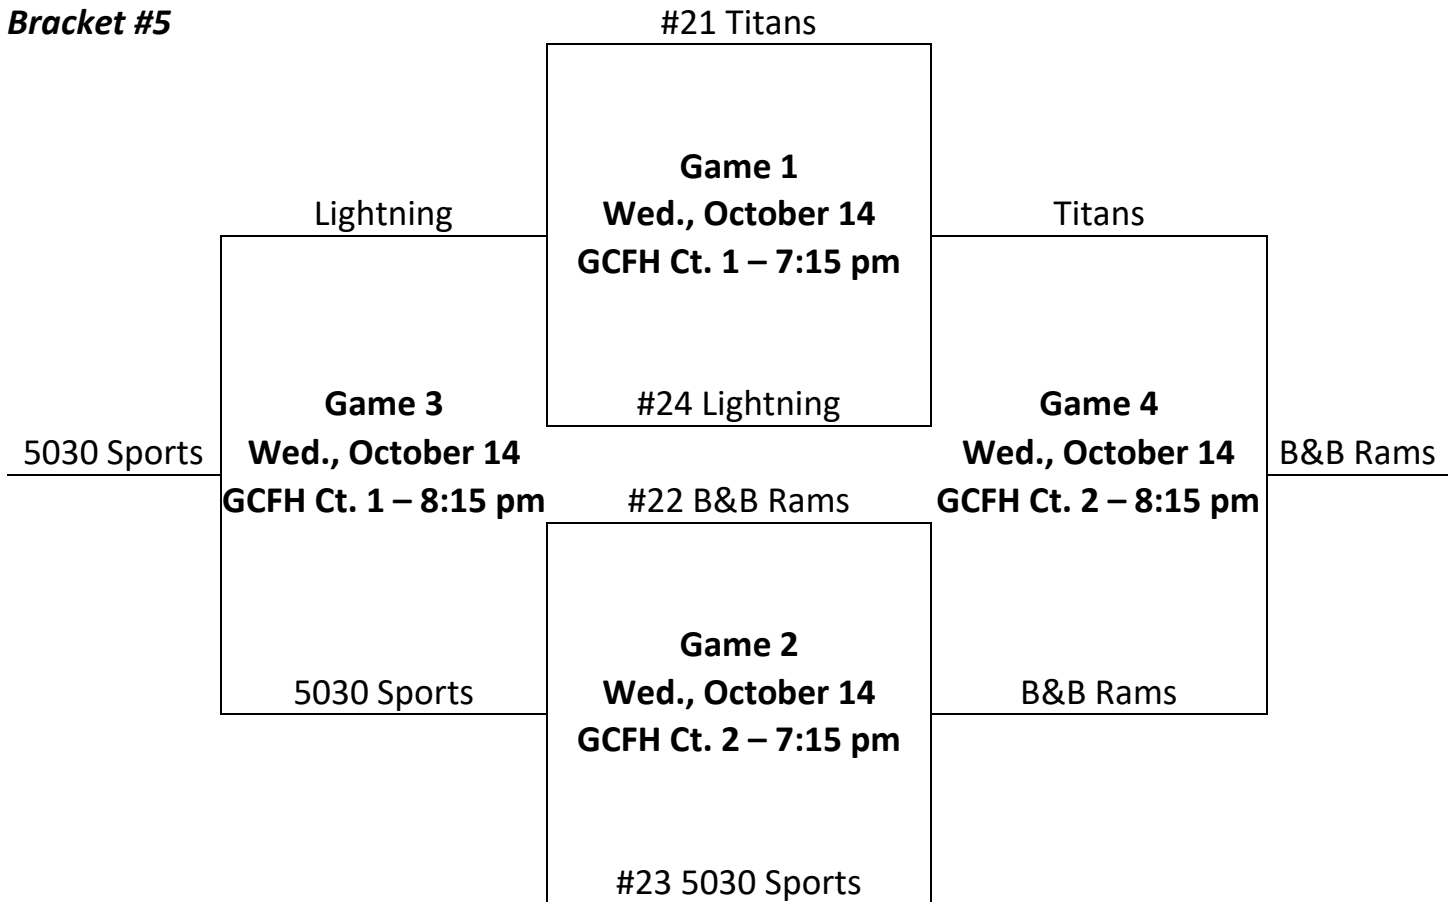 Bracket #5
#21 Titans
Game 1
Wed., October 14
GCFH Ct. 1 – 7:15 pm
Lightning
Titans
#24 Lightning
Game 3
Wed., October 14
GCFH Ct. 1 – 8:15 pm
5030 Sports
Game 4
Wed., October 14
GCFH Ct. 2 – 8:15 pm
B&B Rams
#22 B&B Rams
Game 2
Wed., October 14
GCFH Ct. 2 – 7:15 pm
5030 Sports
B&B Rams
#23 5030 Sports